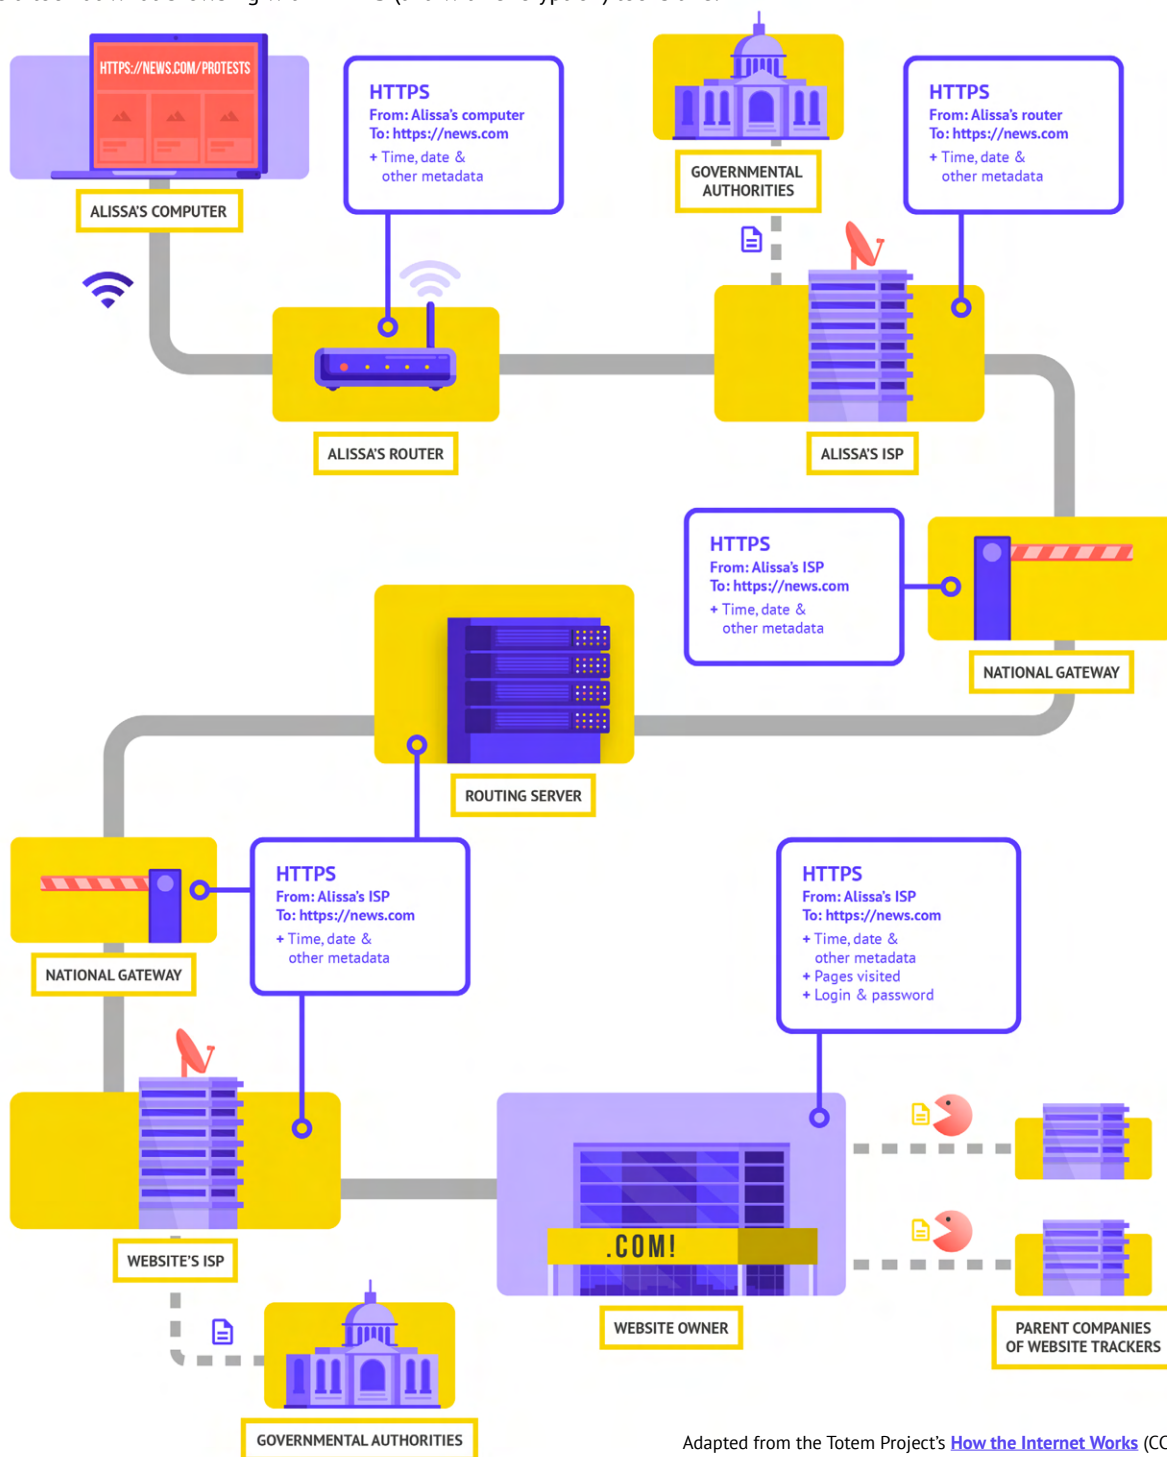 HTTPS://NEWS.COM/PROTESTS
ALISSA'S COMPUTER
HTTPS
From: Alissa's computer
To: https://news.com
+ Time, date &
other metadata
GOVERNMENTAL
AUTHORITIES
HTTPS
From: Alissa's router
To: https://news.com
+ Time, date &
other metadata
ALISSA'S ROUTER
ALISSA'S ISP
HTTPS
From: Alissa's ISP
To: https://news.com
+ Time, date &
other metadata
NATIONAL GATEWAY
ROUTING SERVER
HTTPS
From: Alissa's ISP
To: https://news.com
+ Time, date &
other metadata
NATIONAL GATEWAY
HTTPS
From: Alissa's ISP
To: https://news.com
+ Time, date &
other metadata
+ Pages visited
+ Login & password
.COM!
WEBSITE'S ISP
WEBSITE OWNER
PARENT COMPANIES
OF WEBSITE TRACKERS
GOVERNMENTAL AUTHORITIES
Adapted from the Totem Project's How the Internet Works (CC